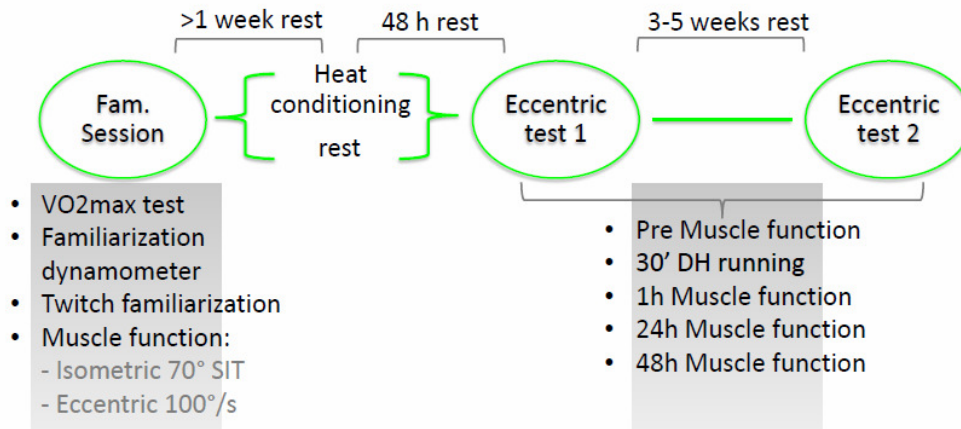 >1 week rest
48 h rest
3-5 weeks rest
Fam.
Session
Heat
conditioning
rest
Eccentric
test 1
Eccentric
test 2
• VO2max test
• Familiarization
dynamometer
• Twitch familiarization
• Muscle function:
- Isometric 70° SIT
- Eccentric 100°/s
• Pre Muscle function
• 30’ DH running
• 1h Muscle function
• 24h Muscle function
• 48h Muscle function